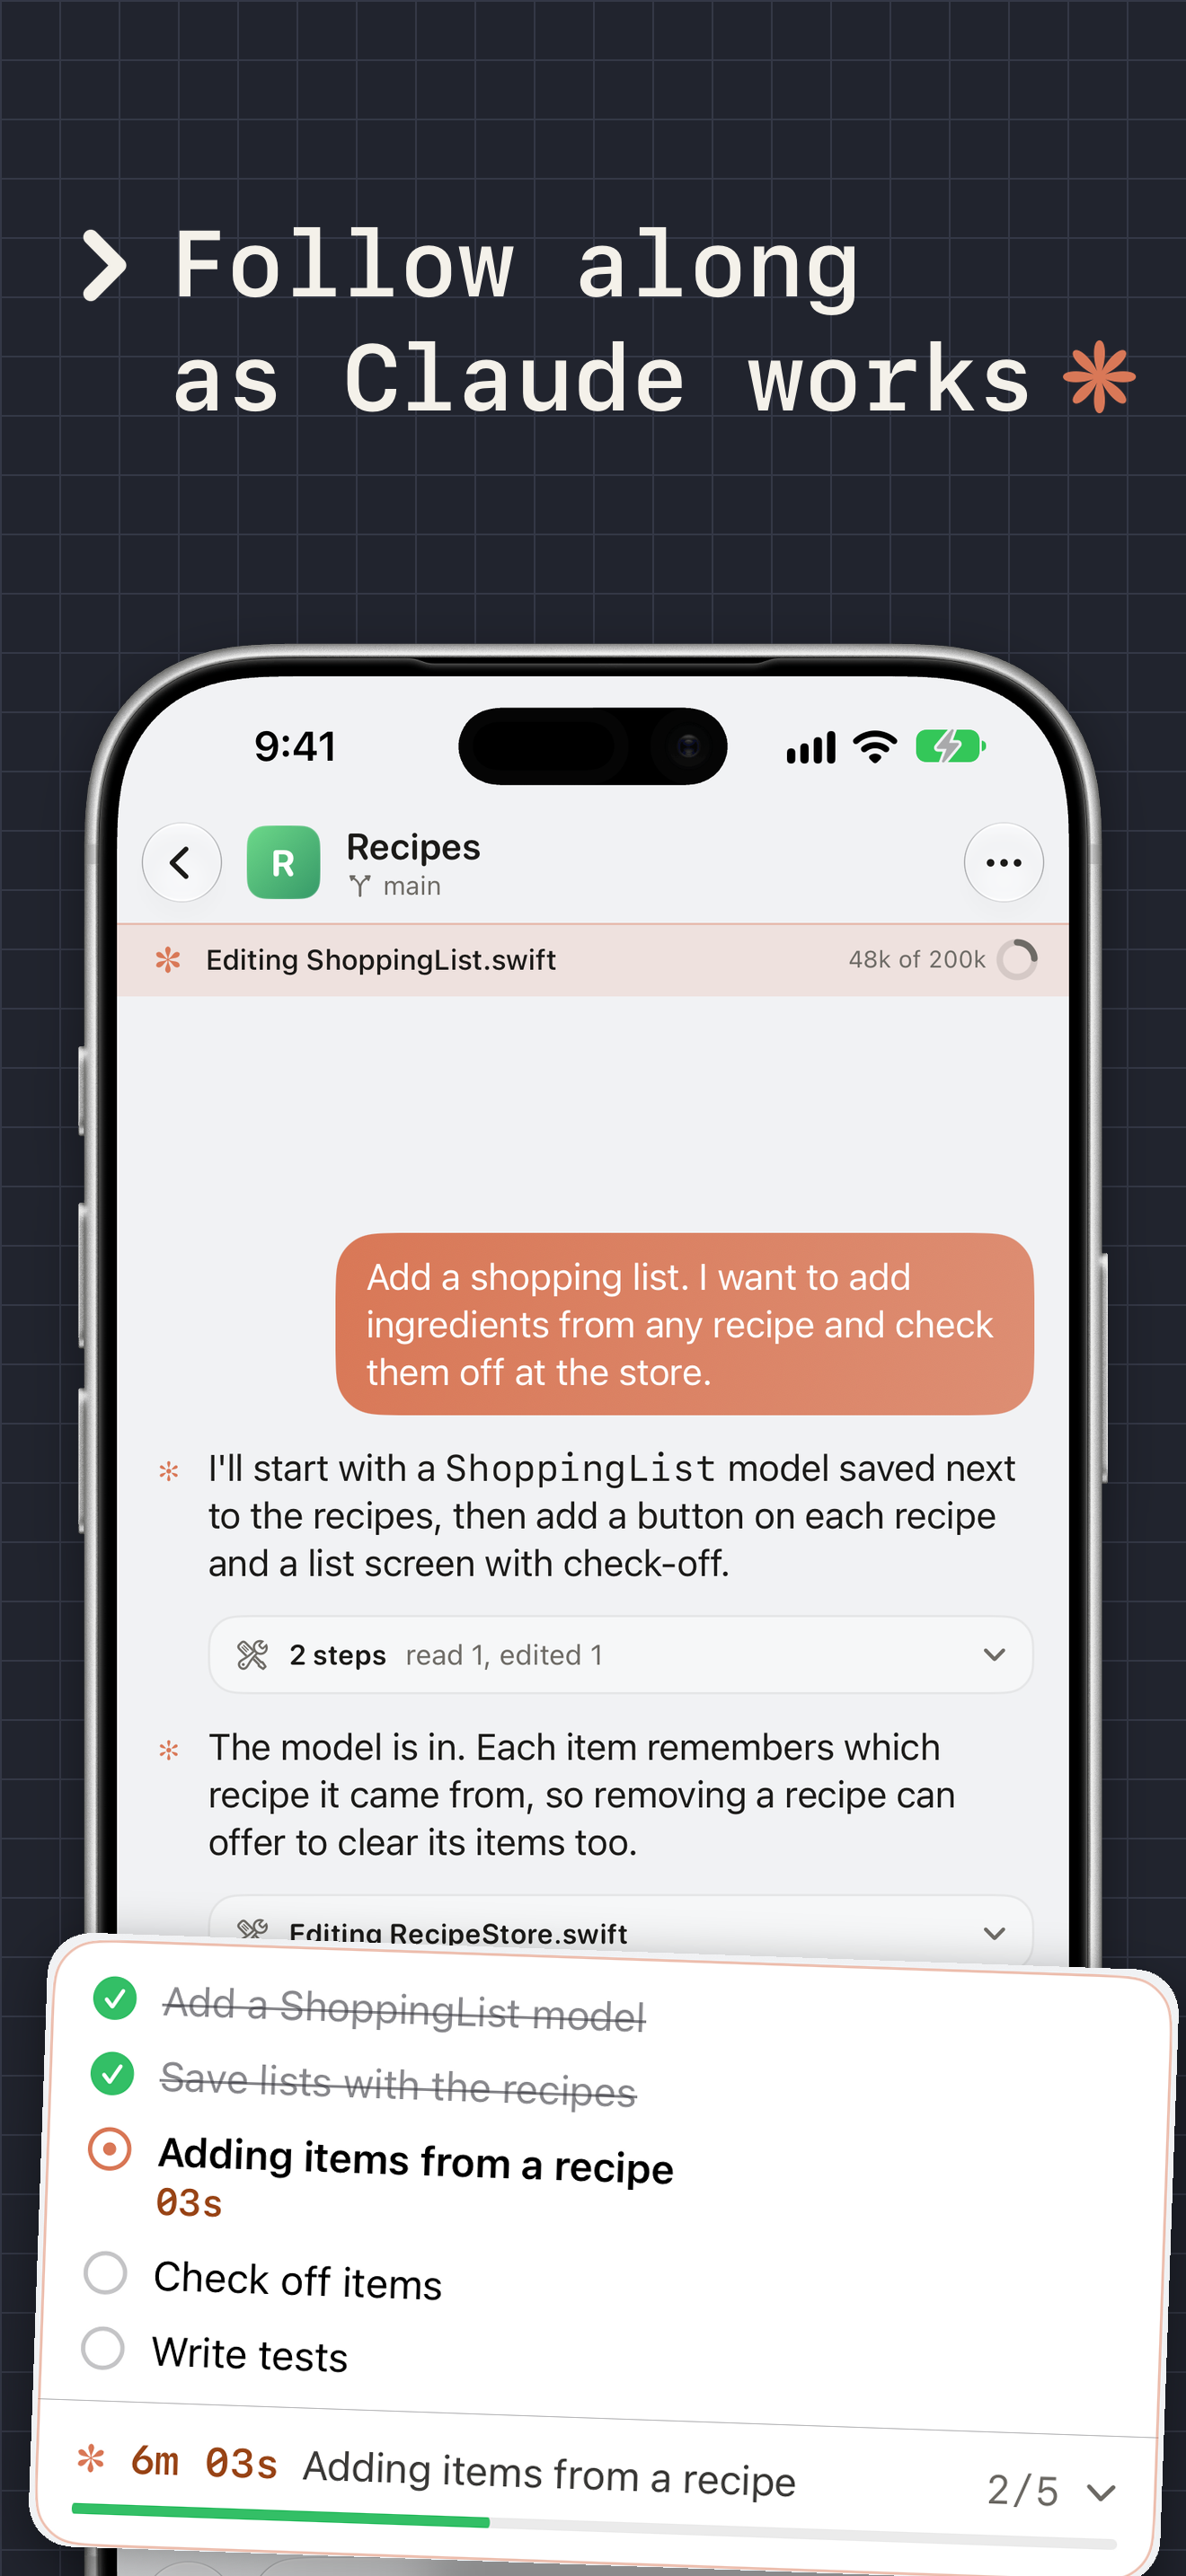 Follow along
as Claude works
9:41
R
Recipes
main
Editing ShoppingList.swift
48k of 200k
Add a shopping list. I want to add
ingredients from any recipe and check
them off at the store.
I'll start with a ShoppingList model saved next
to the recipes, then add a button on each recipe
and a list screen with check-off.
2 steps read 1, edited 1
The model is in. Each item remembers which
recipe it came from, so removing a recipe can
offer to clear its items too.
Editing RecipeStore.swift
Add a ShoppingList model
Save lists with the recipes
Adding items from a recipe
03s
Check off items
Write tests
6m 03s Adding items from a recipe 2/5